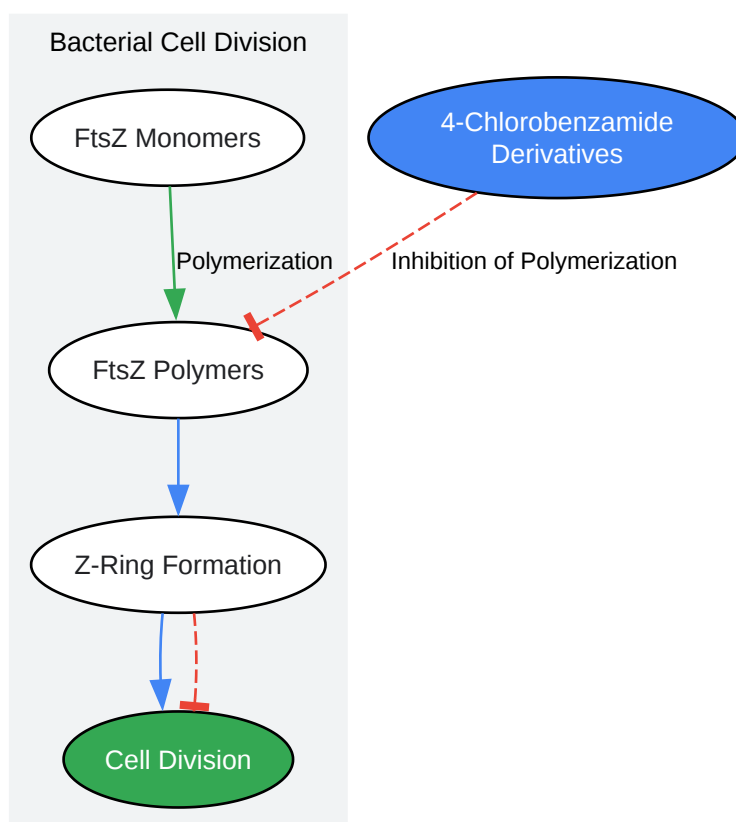 Bacterial Cell Division
FtsZ Monomers
4-Chlorobenzamide
Derivatives
Polymerization
Inhibition of Polymerization
FtsZ Polymers
Z-Ring Formation
Cell Division